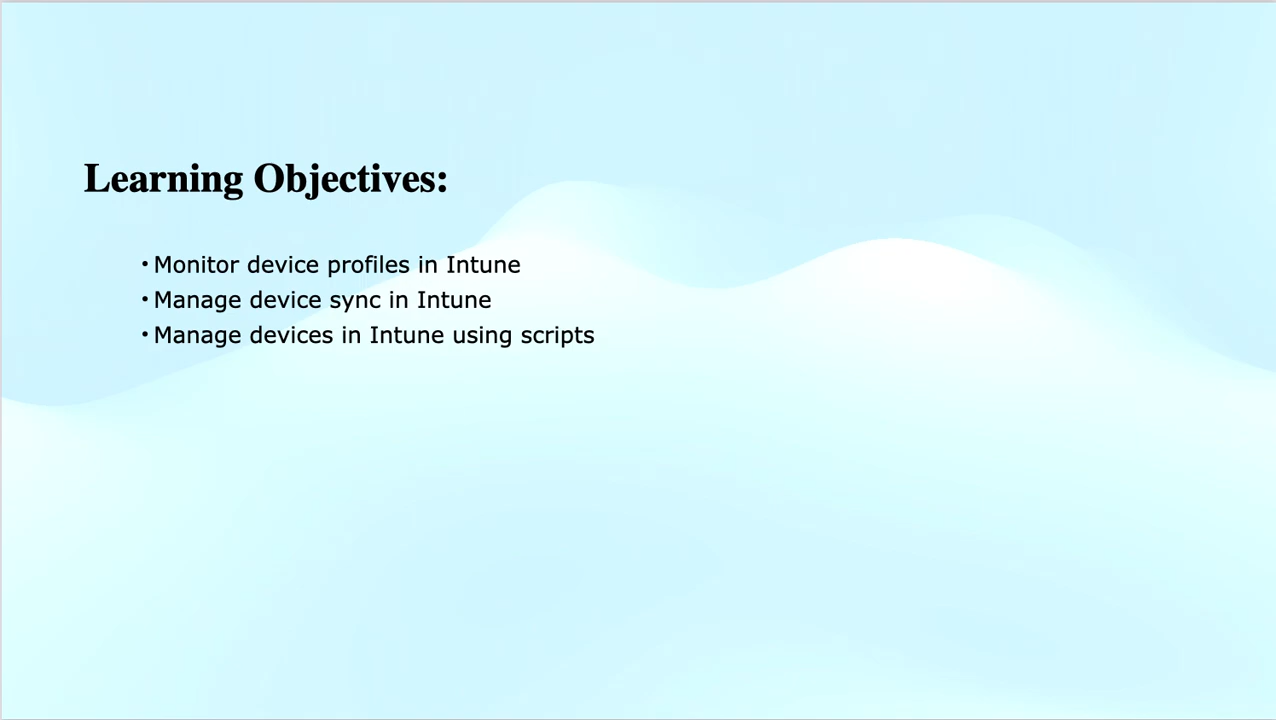 Learning Objectives:
• Monitor device profiles in Intune
• Manage device sync in Intune
• Manage devices in Intune using scripts